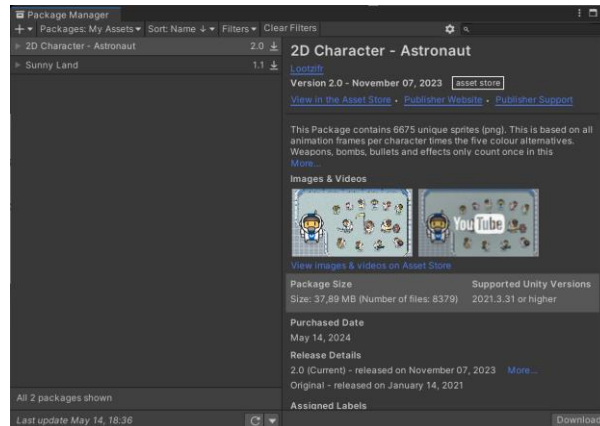 Package Manager
Packages: My Assets Sort: Name Filters Clear Filters
2D Character - Astronaut 2.0
Sunny Land 1.1
All 2 packages shown
Last update May 14, 18:36
2D Character - Astronaut
Lootzifr
Version 2.0 - November 07, 2023 asset store
View in the Asset Store • Publisher Website • Publisher Support
This Package contains 6675 unique sprites (png). This is based on all
animation frames per character times the five colour alternatives.
Weapons, bombs, bullets and effects only count once in this
More...
Images & Videos
YouTube
View images & videos on Asset Store
Package Size Supported Unity Versions
Size: 37,89 MB (Number of files: 8379) 2021.3.31 or higher
Purchased Date
May 14, 2024
Release Details
2.0 (Current) - released on November 07, 2023 More...
Original - released on January 14, 2021
Assigned Labels
Download